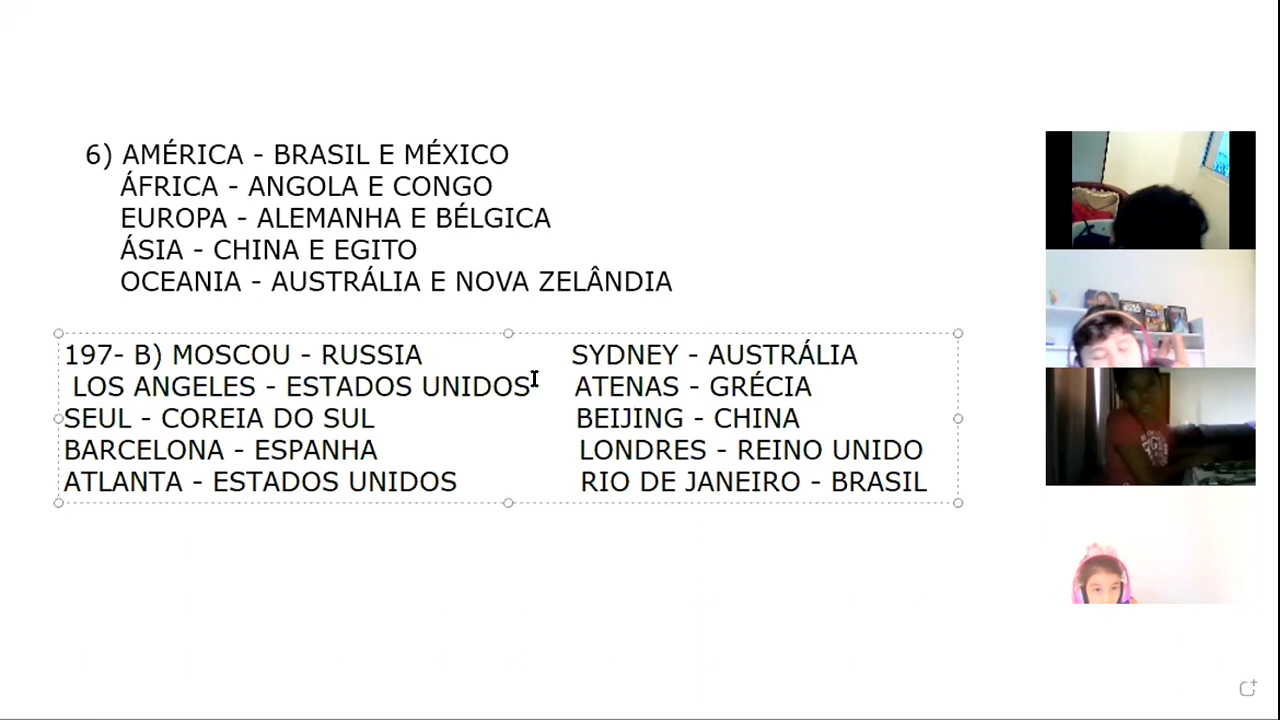 6) AMÉRICA - BRASIL E MÉXICO
ÁFRICA - ANGOLA E CONGO
EUROPA - ALEMANHA E BÉLGICA
ÁSIA - CHINA E EGITO
OCEANIA - AUSTRÁLIA E NOVA ZELÂNDIA
197- B) MOSCOU - RUSSIA SYDNEY - AUSTRÁLIA
LOS ANGELES - ESTADOS UNIDOS ATENAS - GRÉCIA
SEUL - COREIA DO SUL BEIJING - CHINA
BARCELONA - ESPANHA LONDRES - REINO UNIDO
ATLANTA - ESTADOS UNIDOS RIO DE JANEIRO - BRASIL